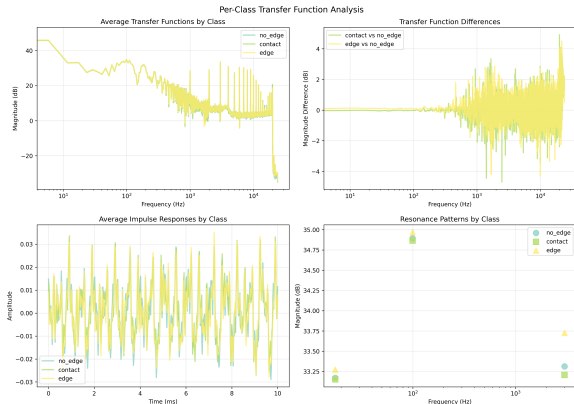 Per-Class Transfer Function Analysis
Average Transfer Functions by Class
Magnitude (dB)
40
20
0
−20
10¹
10²
10³
10⁴
Frequency (Hz)
no_edge
contact
edge
Transfer Function Differences
Magnitude Difference (dB)
4
2
0
−2
−4
10¹
10²
10³
10⁴
Frequency (Hz)
contact vs no_edge
edge vs no_edge
Average Impulse Responses by Class
Amplitude
0.03
0.02
0.01
0.00
−0.01
−0.02
−0.03
0
2
4
6
8
10
Time (ms)
no_edge
contact
edge
Resonance Patterns by Class
Magnitude (dB)
35.00
34.75
34.50
34.25
34.00
33.75
33.50
33.25
10²
10³
Frequency (Hz)
no_edge
contact
edge